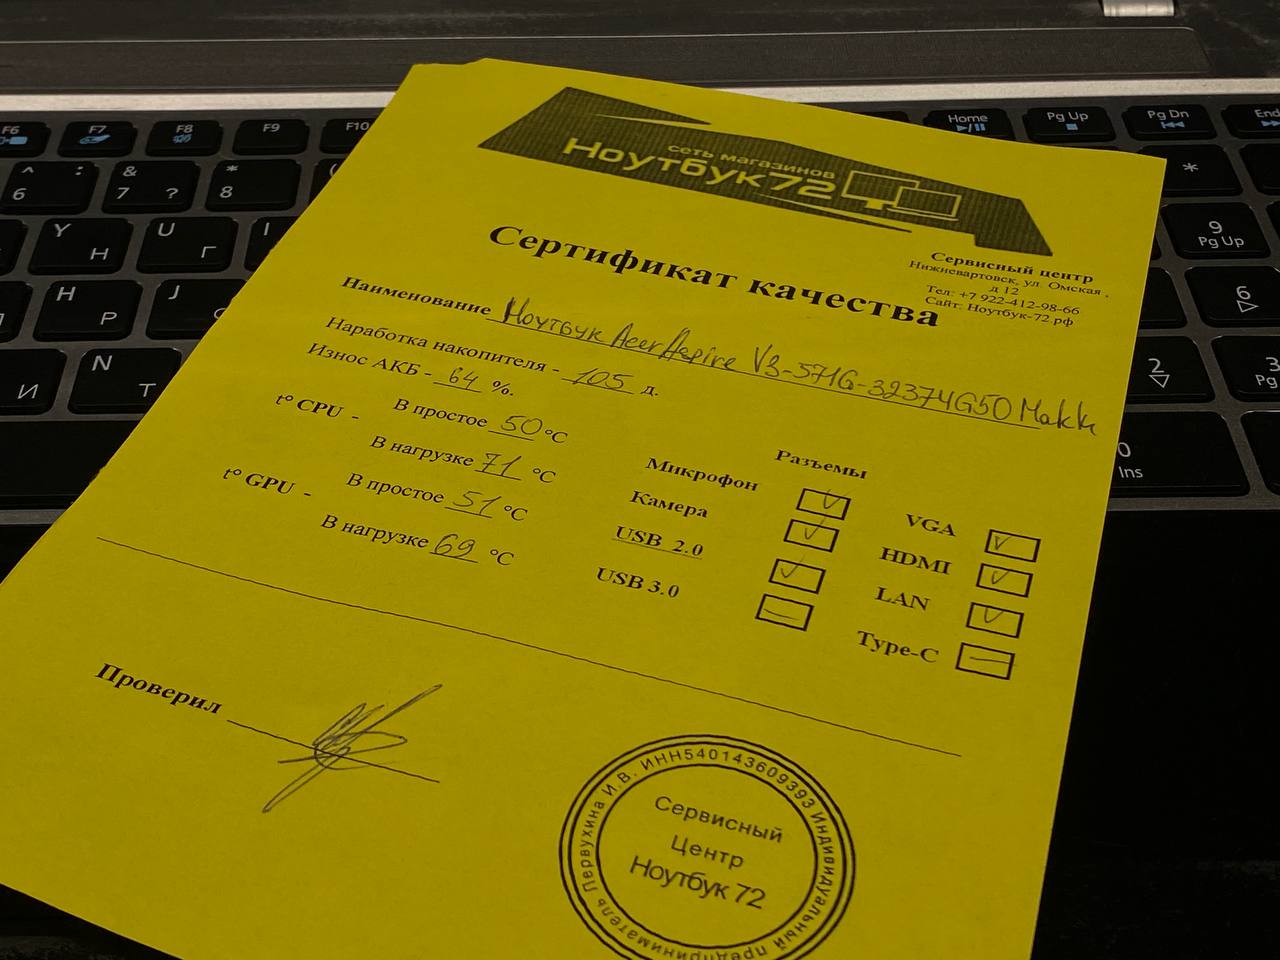 сеть магазинов
Ноутбук72
Сертификат качества
Сервисный центр
Нижневартовск, ул. Омская ,
д 12
Тел: +7 922-412-98-66
Сайт: Ноутбук-72.рф
Наименование Ноутбук Acer Aspire V3-571G-32374G50Makk
Наработка накопителя - 105 д.
Износ АКБ - 64 %.
t° CPU - В простое 50 °C
В нагрузке 71 °C
t° GPU - В простое 51 °C
В нагрузке 69 °C
Разъемы
Микрофон
Камера
USB 2.0
USB 3.0
VGA
HDMI
LAN
Type-C
Проверил
Индивидуальный предприниматель Первухина И.В. ИНН540143609393
Сервисный
Центр
Ноутбук 72
F6
F7
F8
F9
F10
Home
Pg Up
Pg Dn
End
^ :
6
& ?
7
*
8
*
Y Н
U Г
I
9
Pg Up
H Р
J
6
И
N Т
2
3
Pg
0
Ins